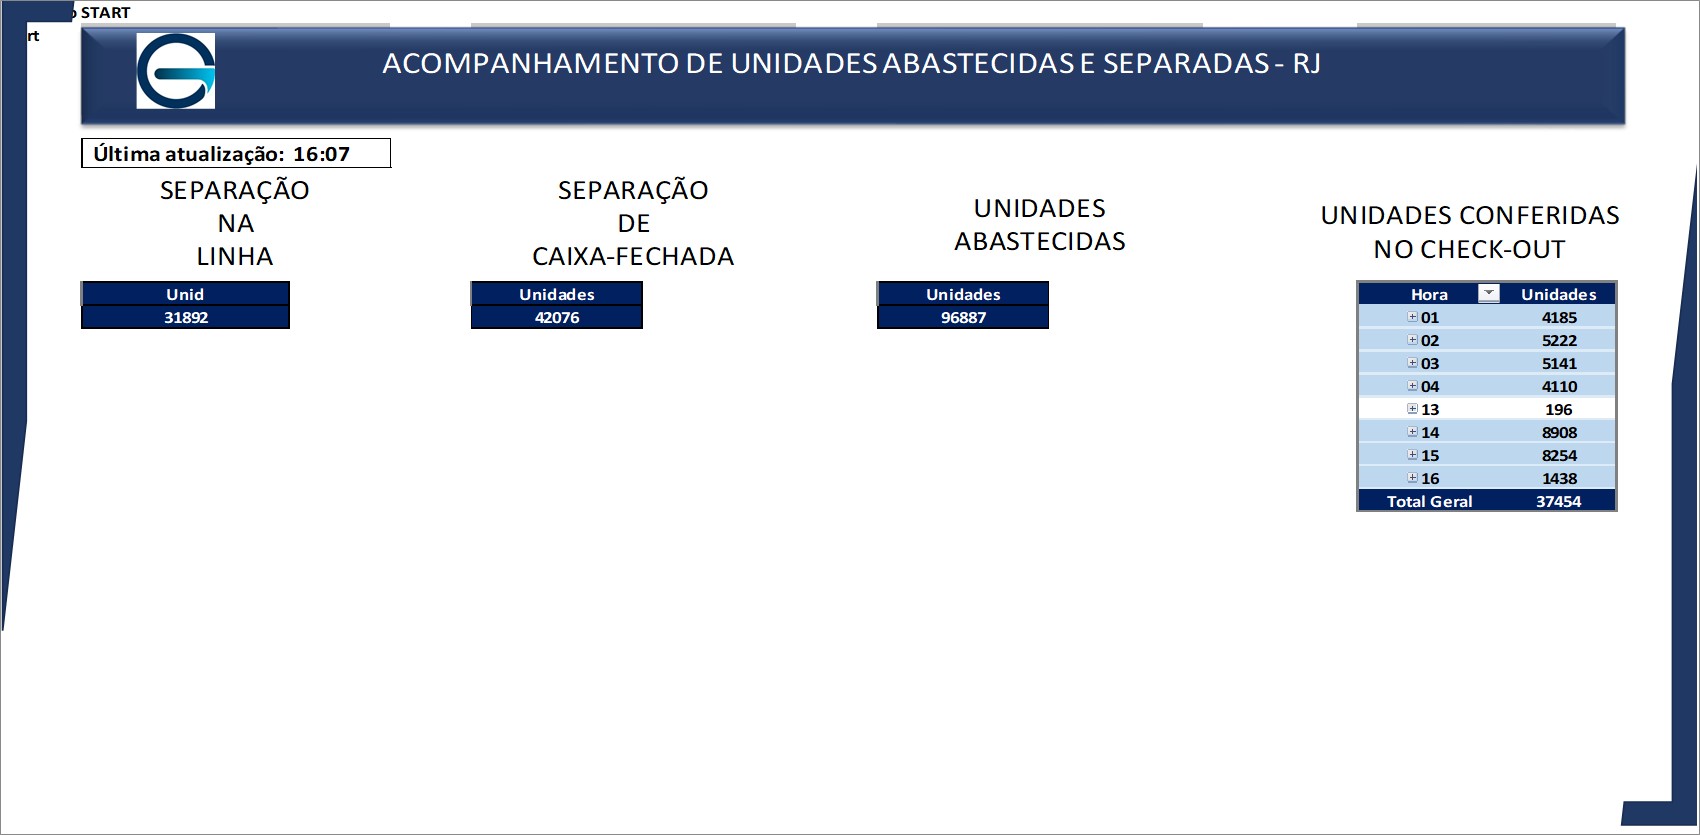 START
rt
ACOMPANHAMENTO DE UNIDADES ABASTECIDAS E SEPARADAS - RJ
Última atualização: 16:07
SEPARAÇÃO
NA
LINHA
Unid
31892
SEPARAÇÃO
DE
CAIXA-FECHADA
Unidades
42076
UNIDADES
ABASTECIDAS
Unidades
96887
UNIDADES CONFERIDAS
NO CHECK-OUT
Hora Unidades
01 4185
02 5222
03 5141
04 4110
13 196
14 8908
15 8254
16 1438
Total Geral 37454